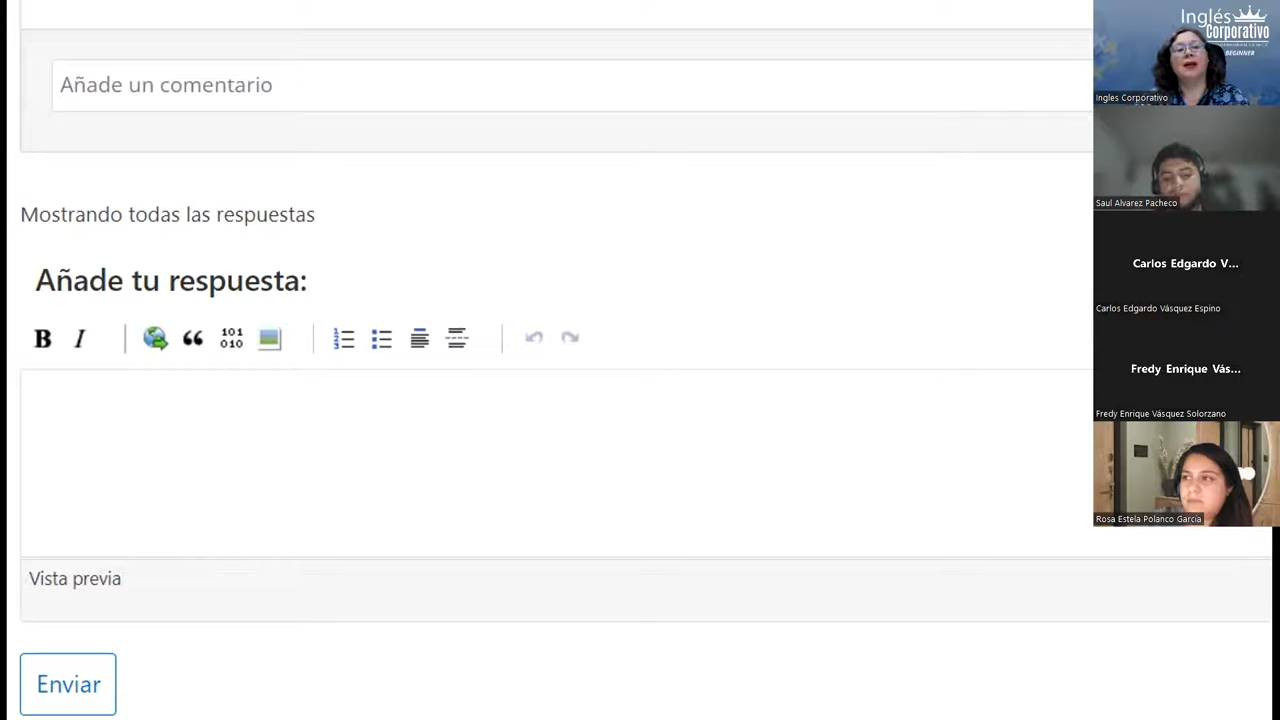 Añade un comentario
Mostrando todas las respuestas
Añade tu respuesta:
B I
101
010
Vista previa
Enviar
Inglés
Corporativo
BEGINNER
Ingles Corporativo
Saul Alvarez Pacheco
Carlos Edgardo V...
Carlos Edgardo Vásquez Espino
Fredy Enrique Vás...
Fredy Enrique Vásquez Solorzano
Rosa Estela Polanco García